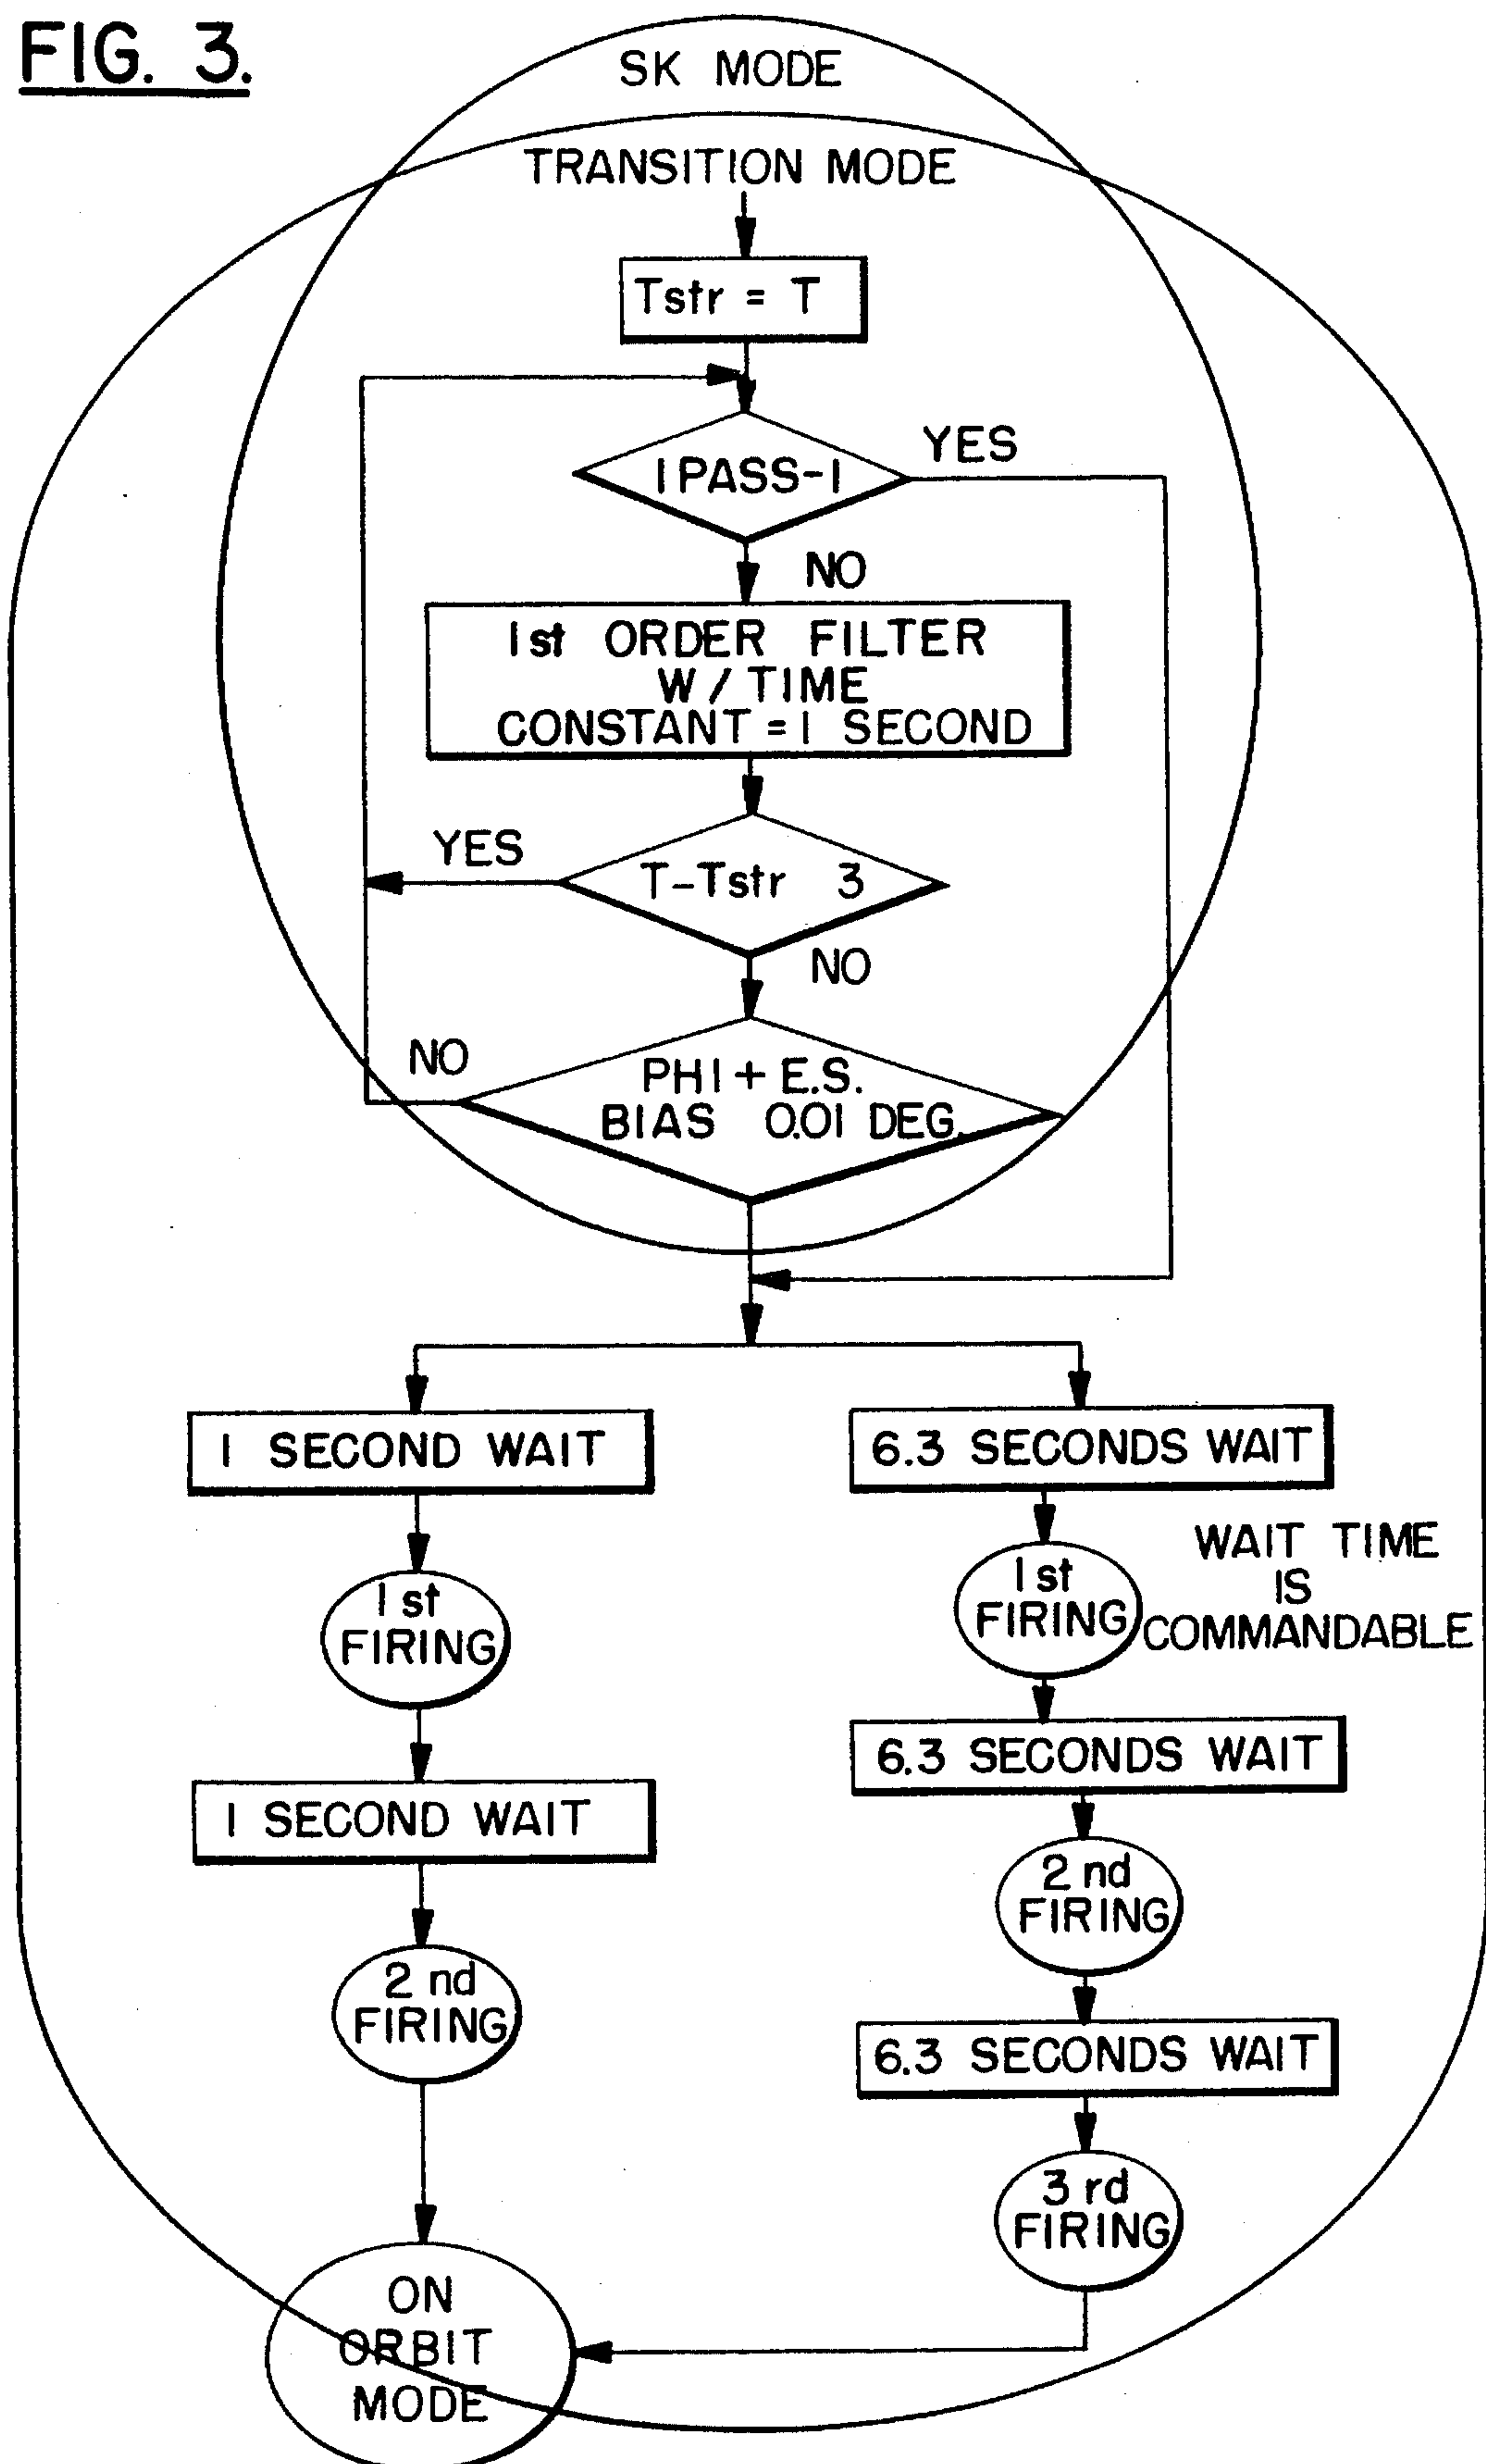 FIG. 3.
SK MODE
TRANSITION MODE
Tstr = T
I PASS-1
YES
NO
1st ORDER FILTER
W/TIME
CONSTANT = 1 SECOND
YES
T-Tstr 3
NO
NO
PHI + E.S.
BIAS 0.01 DEG.
1 SECOND WAIT
6.3 SECONDS WAIT
1st
FIRING
1st
FIRING
WAIT TIME
IS
COMMANDABLE
1 SECOND WAIT
6.3 SECONDS WAIT
2nd
FIRING
2nd
FIRING
6.3 SECONDS WAIT
3rd
FIRING
ON
ORBIT
MODE